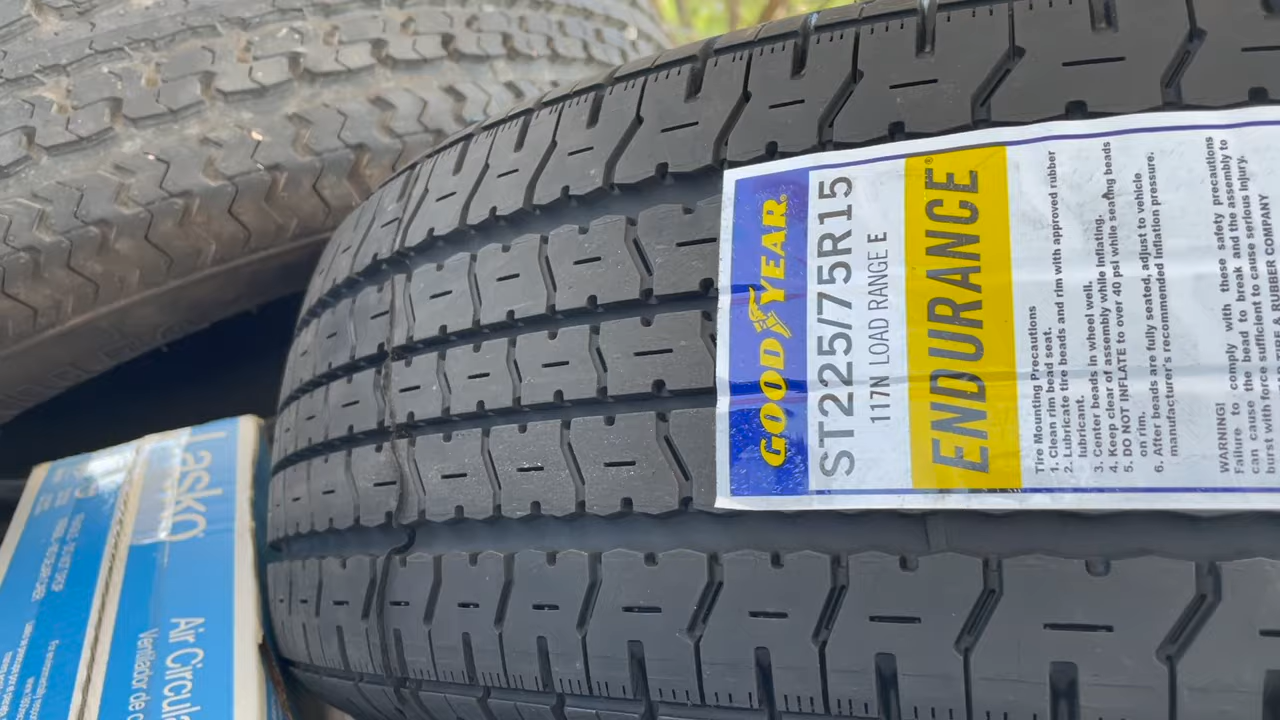 GOODYEAR
ST225/75R15
117N LOAD RANGE E
ENDURANCE®
Tire Mounting Precautions
1. Clean rim bead seat.
2. Lubricate tire beads and rim with approved rubber
lubricant.
3. Center beads in wheel well.
4. Keep clear of assembly while inflating.
5. DO NOT INFLATE to over 40 psi while seating beads
on rim.
6. After beads are fully seated, adjust to vehicle
manufacturer's recommended inflation pressure.
WARNING!
Failure to comply with these safety precautions
can cause the bead to break and the assembly to
burst with force sufficient to cause serious injury.
& RUBBER COMPANY
Lasko
Air Circula
Ventilador de